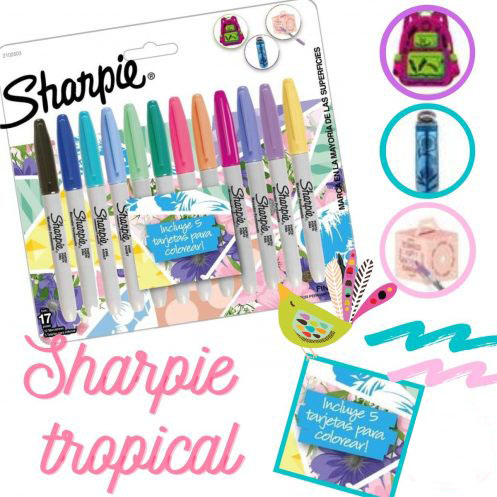 2102003
Sharpie®
MARCA EN LA MAYORÍA DE LAS SUPERFICIES
Incluye 5
tarjetas para
colorear!
17
Sharpie
tropical
Incluye 5
tarjetas para
colorear!